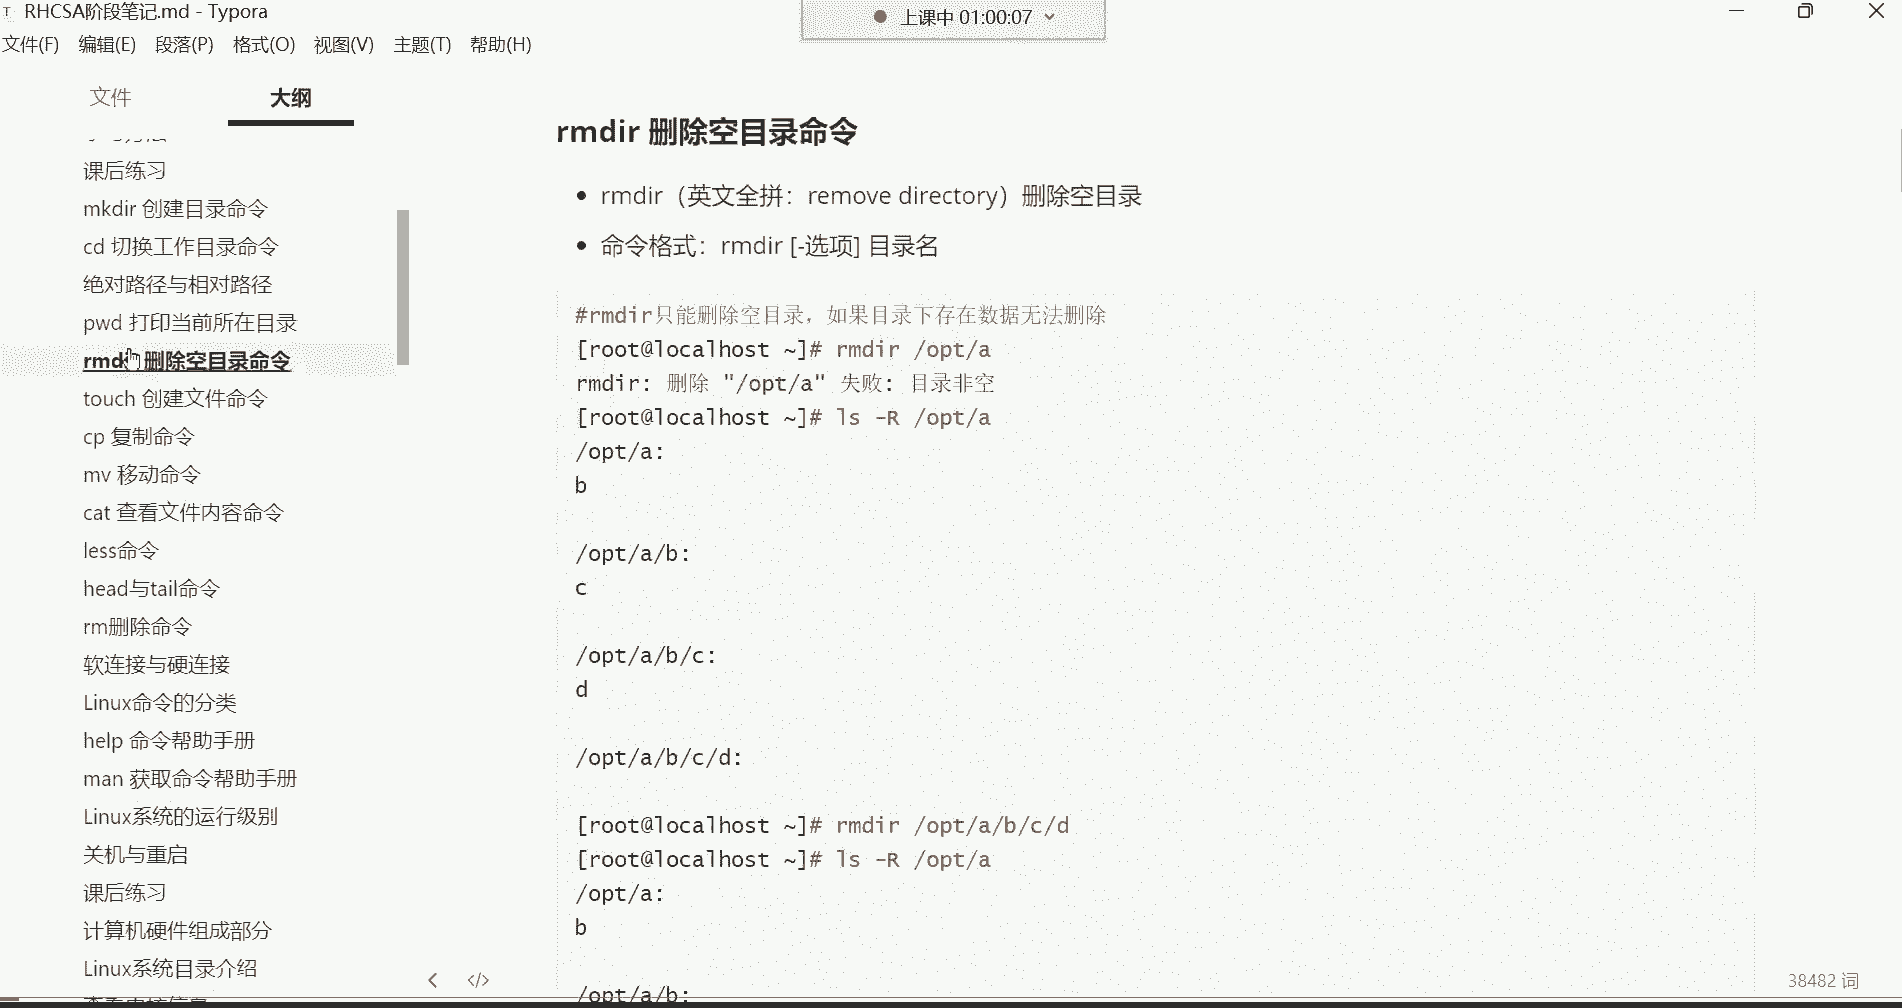 RHCSA阶段笔记.md - Typora
上课中 01:00:07
文件(F) 编辑(E) 段落(P) 格式(O) 视图(V) 主题(T) 帮助(H)
文件 大纲
课后练习
mkdir 创建目录命令
cd 切换工作目录命令
绝对路径与相对路径
pwd 打印当前所在目录
rmdir 删除空目录命令
touch 创建文件命令
cp 复制命令
mv 移动命令
cat 查看文件内容命令
less命令
head与tail命令
rm删除命令
软连接与硬连接
Linux命令的分类
help 命令帮助手册
man 获取命令帮助手册
Linux系统的运行级别
关机与重启
课后练习
计算机硬件组成部分
Linux系统目录介绍
rmdir 删除空目录命令
rmdir（英文全拼：remove directory）删除空目录
命令格式：rmdir [-选项] 目录名
#rmdir只能删除空目录，如果目录下存在数据无法删除
[root@localhost ~]# rmdir /opt/a
rmdir: 删除 "/opt/a" 失败: 目录非空
[root@localhost ~]# ls -R /opt/a
/opt/a:
b
/opt/a/b:
c
/opt/a/b/c:
d
/opt/a/b/c/d:
[root@localhost ~]# rmdir /opt/a/b/c/d
[root@localhost ~]# ls -R /opt/a
/opt/a:
b
/opt/a/b:
38482 词